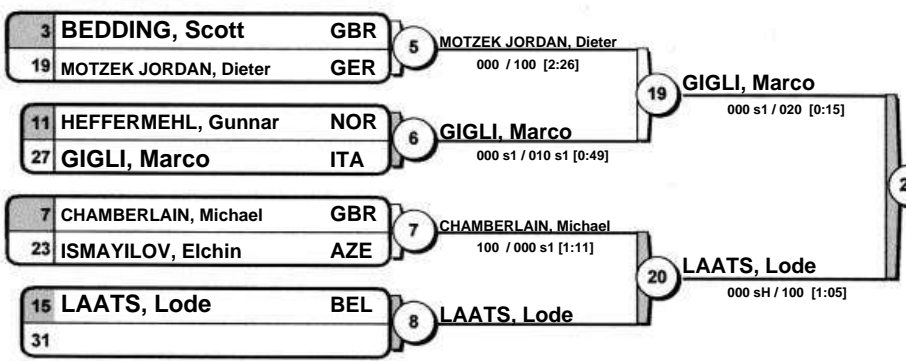 3 BEDDING, Scott GBR
19 MOTZEK JORDAN, Dieter GER
5
MOTZEK JORDAN, Dieter
000 / 100 [2:26]
11 HEFFERMEHL, Gunnar NOR
27 GIGLI, Marco ITA
6
GIGLI, Marco
000 s1 / 010 s1 [0:49]
19
GIGLI, Marco
000 s1 / 020 [0:15]
7 CHAMBERLAIN, Michael GBR
23 ISMAYILOV, Elchin AZE
7
CHAMBERLAIN, Michael
100 / 000 s1 [1:11]
15 LAATS, Lode BEL
31
8
LAATS, Lode
20
LAATS, Lode
000 sH / 100 [1:05]